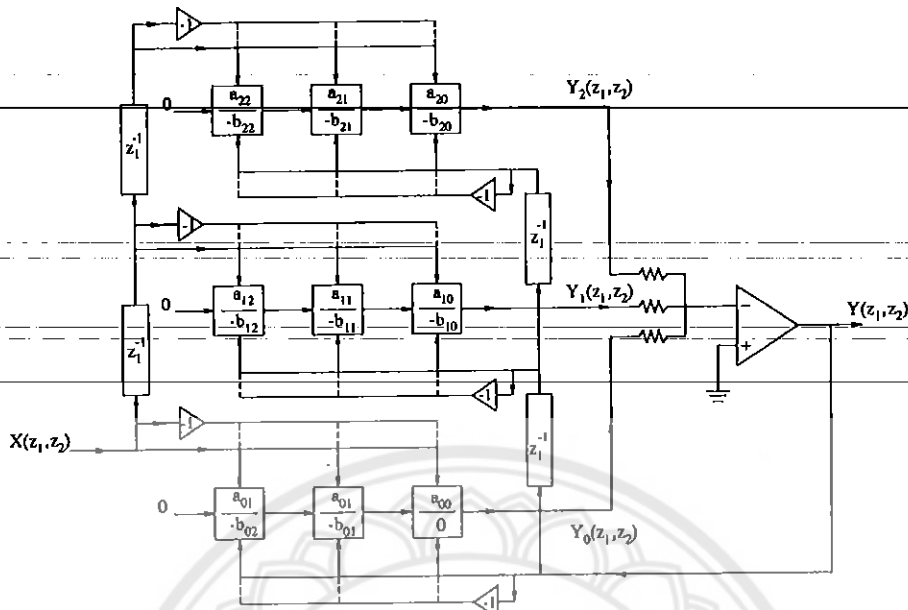 -1
a₂₂ a₂₁ a₂₀ Y₂(z₁,z₂)
0
-b₂₂ -b₂₁ -b₂₀
z₁⁻¹
-1
-1 z₁⁻¹
a₁₂ a₁₁ a₁₀ Y₁(z₁,z₂) − Y(z₁,z₂)
0
-b₁₂ -b₁₁ -b₁₀ +
z₁⁻¹
-1
-1
X(z₁,z₂) z₁⁻¹
a₀₁ a₀₁ a₀₀
0
-b₀₂ -b₀₁ 0
Y₀(z₁,z₂)
-1